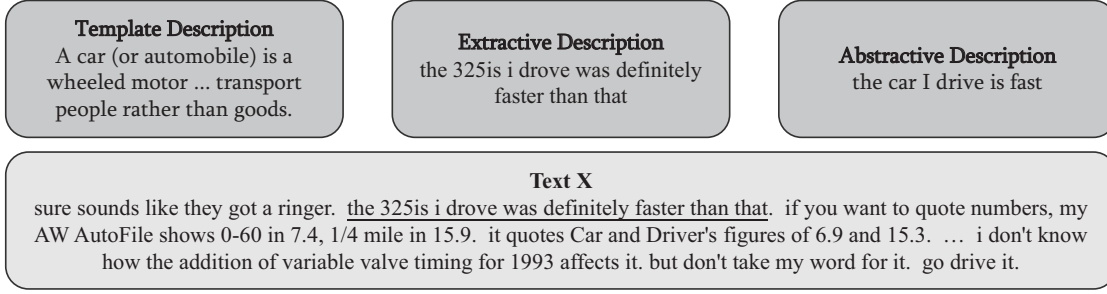 Template Description
A car (or automobile) is a
wheeled motor ... transport
people rather than goods.
Extractive Description
the 325is i drove was definitely
faster than that
Abstractive Description
the car I drive is fast
Text X
sure sounds like they got a ringer. the 325is i drove was definitely faster than that. if you want to quote numbers, my
AW AutoFile shows 0-60 in 7.4, 1/4 mile in 15.9. it quotes Car and Driver's figures of 6.9 and 15.3. ... i don't know
how the addition of variable valve timing for 1993 affects it. but don't take my word for it. go drive it.